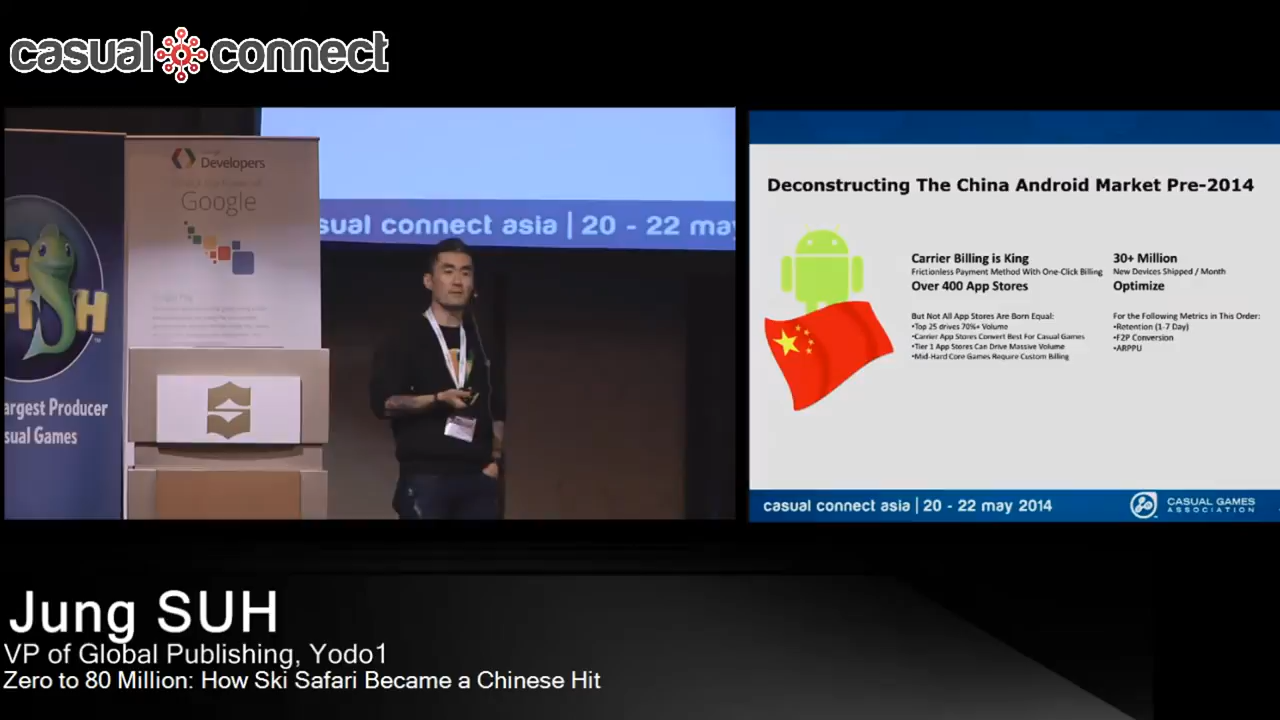 casual connect
Developers
Google
GO
FISH
argest Producer
sual Games
sual connect asia | 20 - 22 may
Deconstructing The China Android Market Pre-2014
Carrier Billing is King
Frictionless Payment Method With One-Click Billing
Over 400 App Stores
But Not All App Stores Are Born Equal:
•Top 25 drives 70%+ Volume
•Carrier App Stores Convert Best For Casual Games
•Tier 1 App Stores Can Drive Massive Volume
•Mid-Hard Core Games Require Custom Billing
30+ Million
New Devices Shipped / Month
Optimize
For the Following Metrics in This Order:
•Retention (1-7 Day)
•F2P Conversion
•ARPPU
casual connect asia | 20 - 22 may 2014
CASUAL GAMES
ASSOCIATION
Jung SUH
VP of Global Publishing, Yodo1
Zero to 80 Million: How Ski Safari Became a Chinese Hit